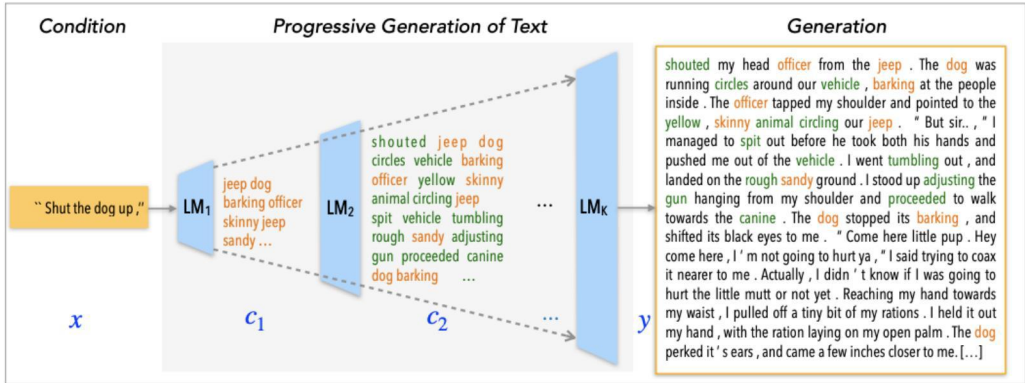 Condition
Progressive Generation of Text
Generation
`` Shut the dog up ,"
LM1
jeep dog
barking officer
skinny jeep
sandy ...
LM2
shouted jeep dog
circles vehicle barking
officer yellow skinny
animal circling jeep
spit vehicle tumbling
rough sandy adjusting
gun proceeded canine
dog barking ...
...
LMK
x
c1
c2
...
y
shouted my head officer from the jeep . The dog was
running circles around our vehicle , barking at the people
inside . The officer tapped my shoulder and pointed to the
yellow , skinny animal circling our jeep . " But sir.. , " I
managed to spit out before he took both his hands and
pushed me out of the vehicle . I went tumbling out , and
landed on the rough sandy ground . I stood up adjusting the
gun hanging from my shoulder and proceeded to walk
towards the canine . The dog stopped its barking , and
shifted its black eyes to me . " Come here little pup . Hey
come here , I ' m not going to hurt ya , " I said trying to coax
it nearer to me . Actually , I didn ' t know if I was going to
hurt the little mutt or not yet . Reaching my hand towards
my waist , I pulled off a tiny bit of my rations . I held it out
my hand , with the ration laying on my open palm . The dog
perked it ' s ears , and came a few inches closer to me. [...]